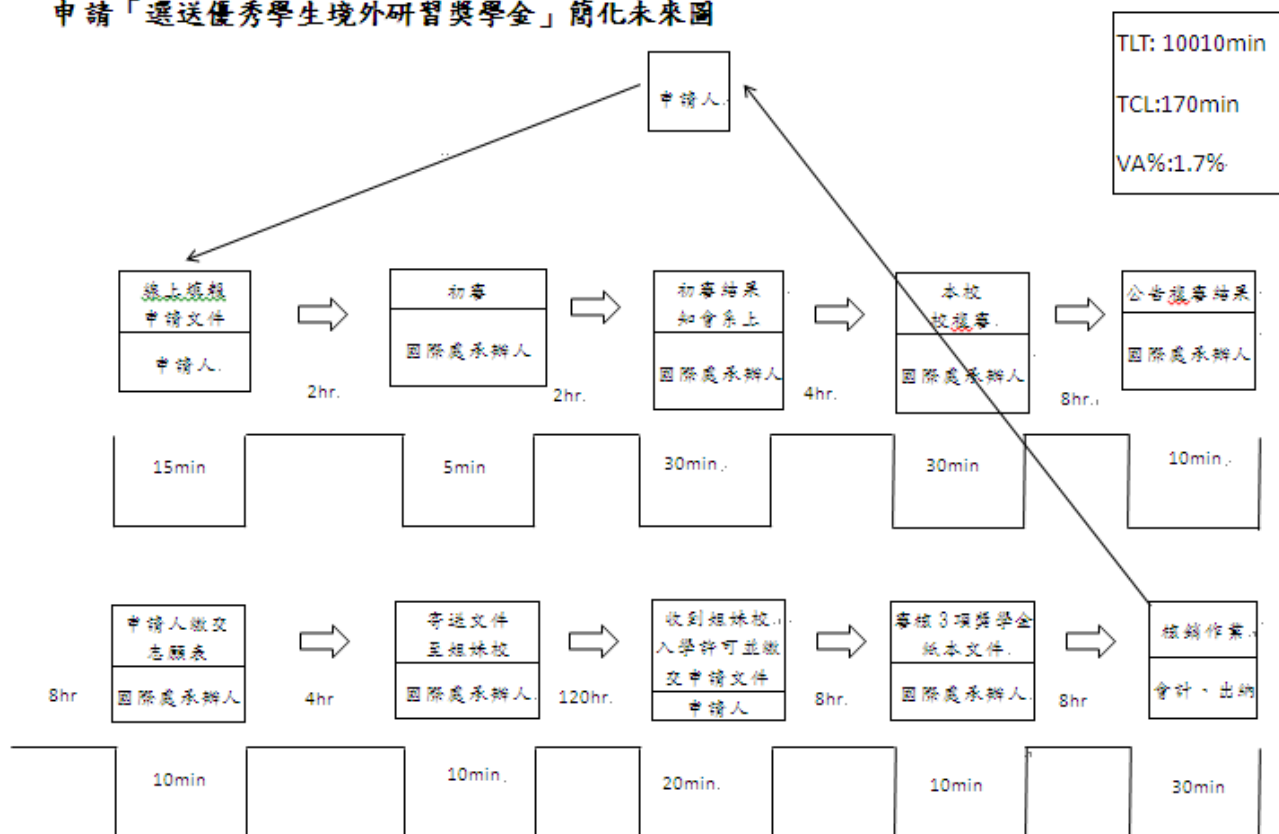 申請「選送優秀學生境外研習獎學金」簡化未來圖
TLT: 10010min
TCL:170min
VA%:1.7%
申請人
線上填報
申請文件
申請人
2hr.
初審
國際處承辦人
2hr.
初審結果
知會系上
國際處承辦人
4hr.
本校
校複審
國際處承辦人
8hr.
公告複審結果
國際處承辦人
15min
5min
30min
30min
10min
8hr
申請人繳交
志願表
國際處承辦人
4hr
寄送文件
至姐妹校
國際處承辦人
120hr.
收到姐妹校
入學許可並繳
交申請文件
申請人
8hr.
審核3項獎學金
紙本文件
國際處承辦人
8hr
核銷作業
會計、出納
10min
10min
20min.
10min
30min